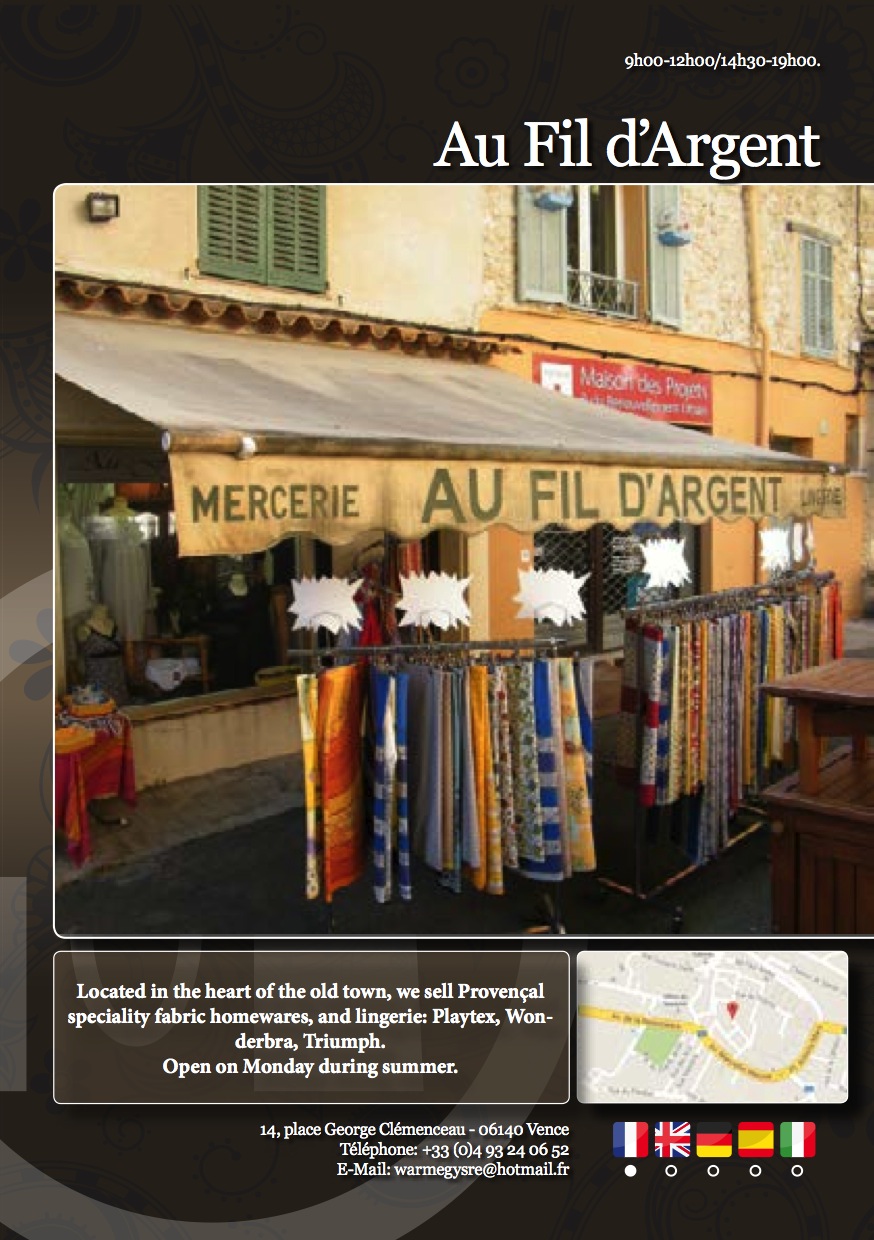 9h00-12h00/14h30-19h00.
Au Fil d'Argent
Maison des Projets
MERCERIE AU FIL D'ARGENT LINGERIE
Located in the heart of the old town, we sell Provençal
speciality fabric homewares, and lingerie: Playtex, Won-
derbra, Triumph.
Open on Monday during summer.
14, place George Clémenceau - 06140 Vence
Téléphone: +33 (0)4 93 24 06 52
E-Mail: warmegysre@hotmail.fr